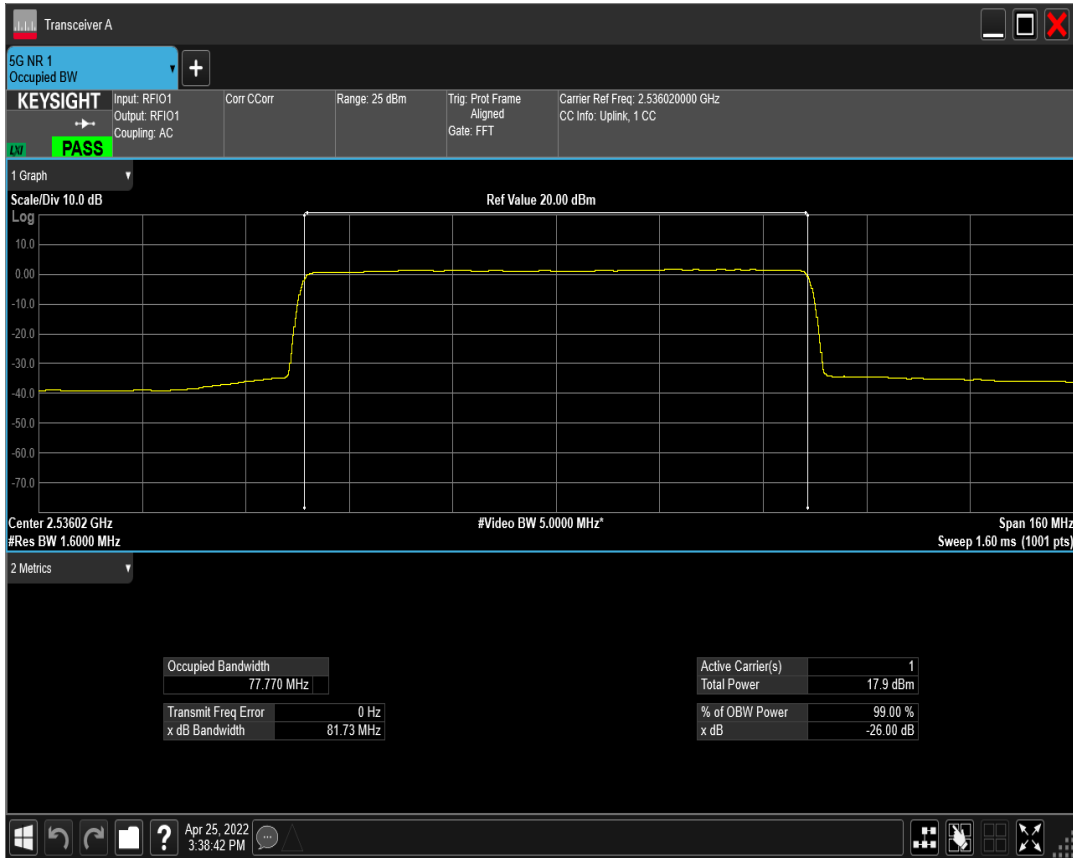 Transceiver A
5G NR 1
Occupied BW
KEYSIGHT
LXI
PASS
Input: RFIO1
Output: RFIO1
Coupling: AC
Corr CCorr
Range: 25 dBm
Trig: Prot Frame
Aligned
Gate: FFT
Carrier Ref Freq: 2.536020000 GHz
CC Info: Uplink, 1 CC
1 Graph
Scale/Div 10.0 dB
Ref Value 20.00 dBm
Log
10.0
0.00
-10.0
-20.0
-30.0
-40.0
-50.0
-60.0
-70.0
Center 2.53602 GHz
#Video BW 5.0000 MHz*
Span 160 MHz
#Res BW 1.6000 MHz
Sweep 1.60 ms (1001 pts)
2 Metrics
Occupied Bandwidth
77.770 MHz
Transmit Freq Error 0 Hz
x dB Bandwidth 81.73 MHz
Active Carrier(s) 1
Total Power 17.9 dBm
% of OBW Power 99.00 %
x dB -26.00 dB
?
Apr 25, 2022
3:38:42 PM